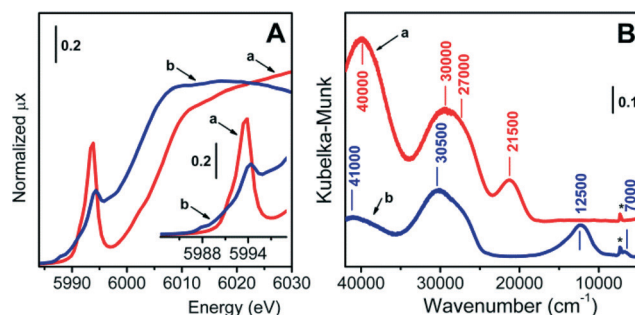 A
0.2
b
a
a
0.2
b
5988 5994
Normalized µx
5990 6000 6010 6020 6030
Energy (eV)
B
a
40000
30000
27000
21500
0.1
41000
b
30500
12500
7000
*
*
Kubelka-Munk
40000 30000 20000 10000
Wavenumber (cm⁻¹)